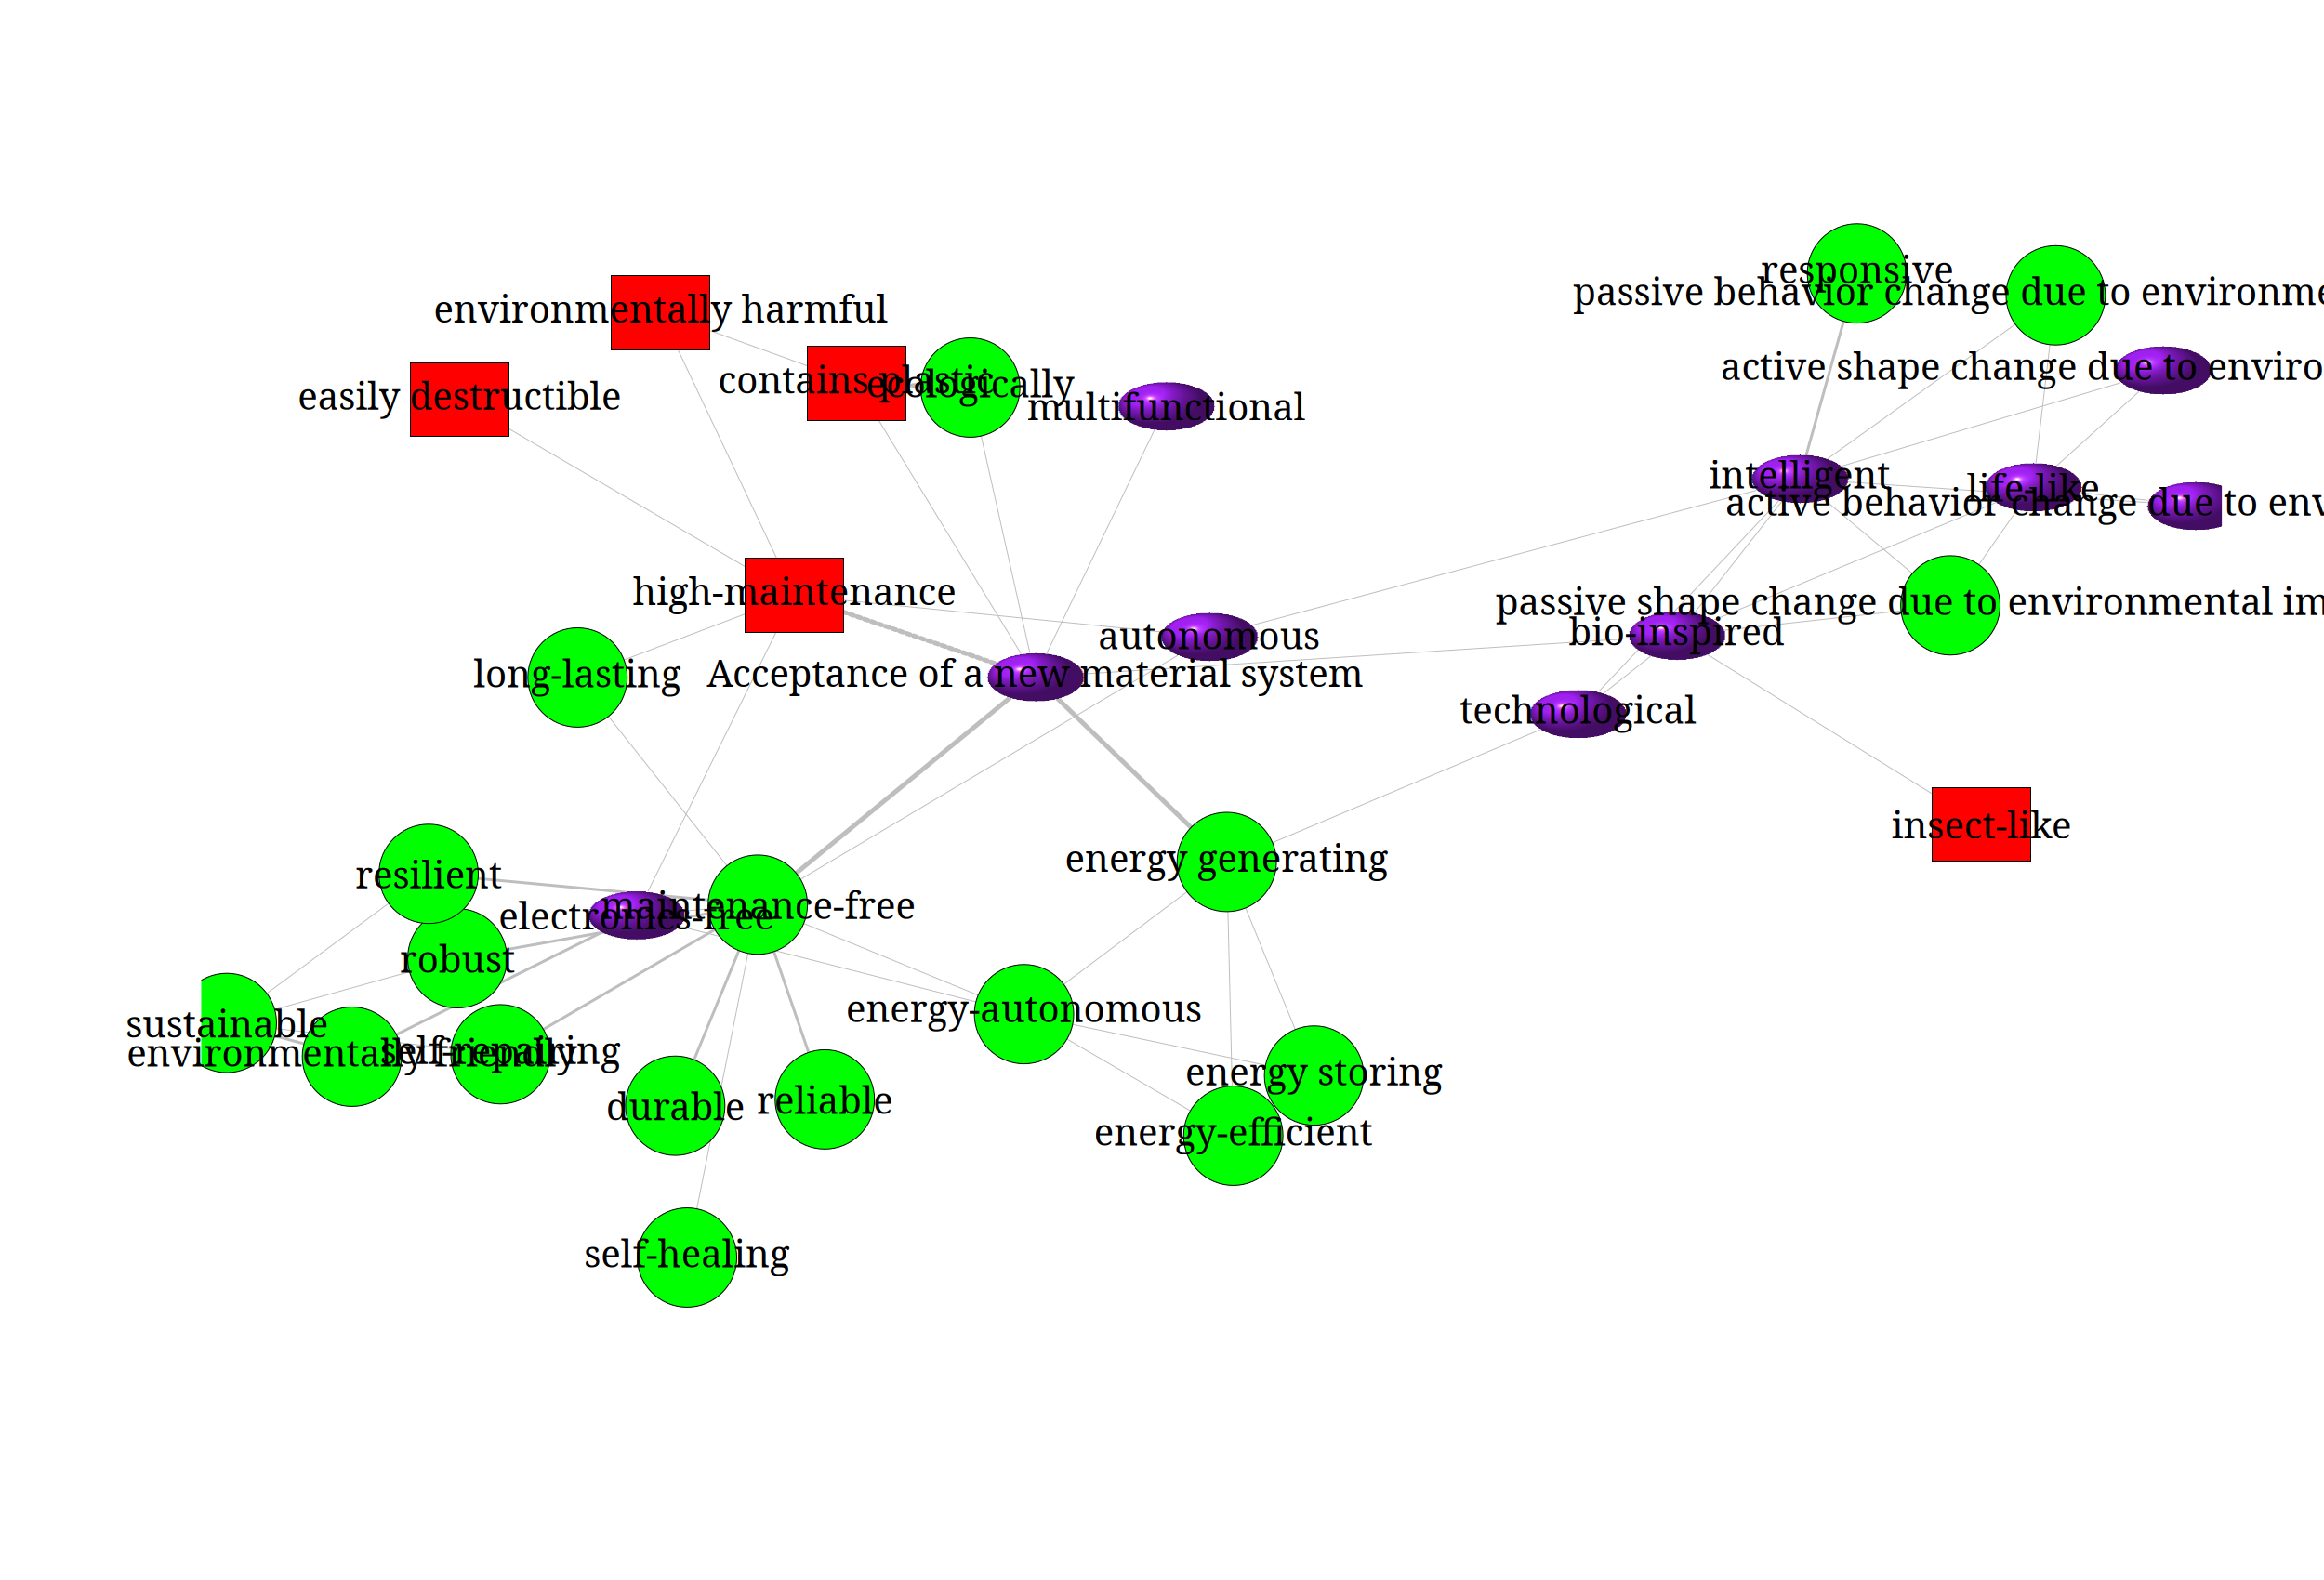 responsive
passive behavior change due to environme
environmentally harmful
active shape change due to enviro
contains plastic
ecologically
easily destructible
multifunctional
intelligent
life-like
active behavior change due to env
high-maintenance
passive shape change due to environmental im
bio-inspired
autonomous
long-lasting
Acceptance of a new material system
technological
insect-like
energy generating
resilient
maintenance-free
electronics-free
robust
energy-autonomous
sustainable
environmentally friendly
self-repairing
energy storing
durable
reliable
energy-efficient
self-healing